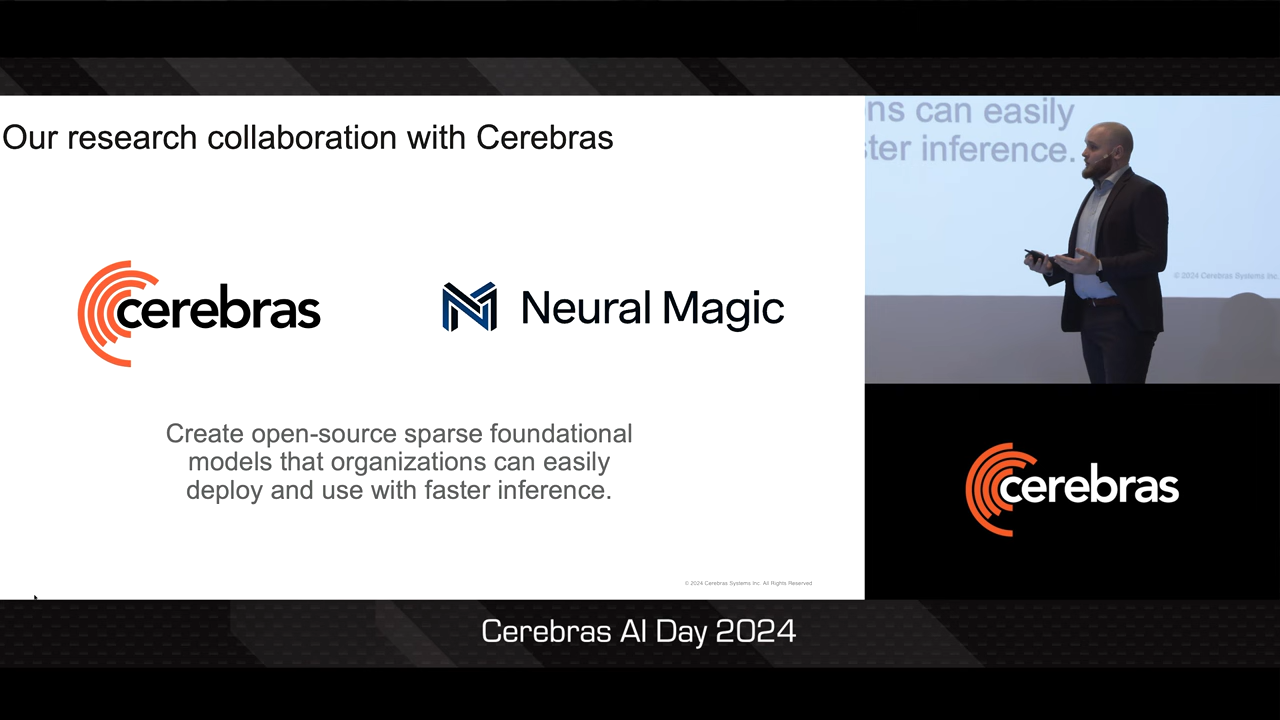 Our research collaboration with Cerebras
cerebras
Neural Magic
Create open-source sparse foundational
models that organizations can easily
deploy and use with faster inference.
© 2024 Cerebras Systems Inc. All Rights Reserved
ns can easily
ster inference.
© 2024 Cerebras Systems Inc.
cerebras
Cerebras AI Day 2024